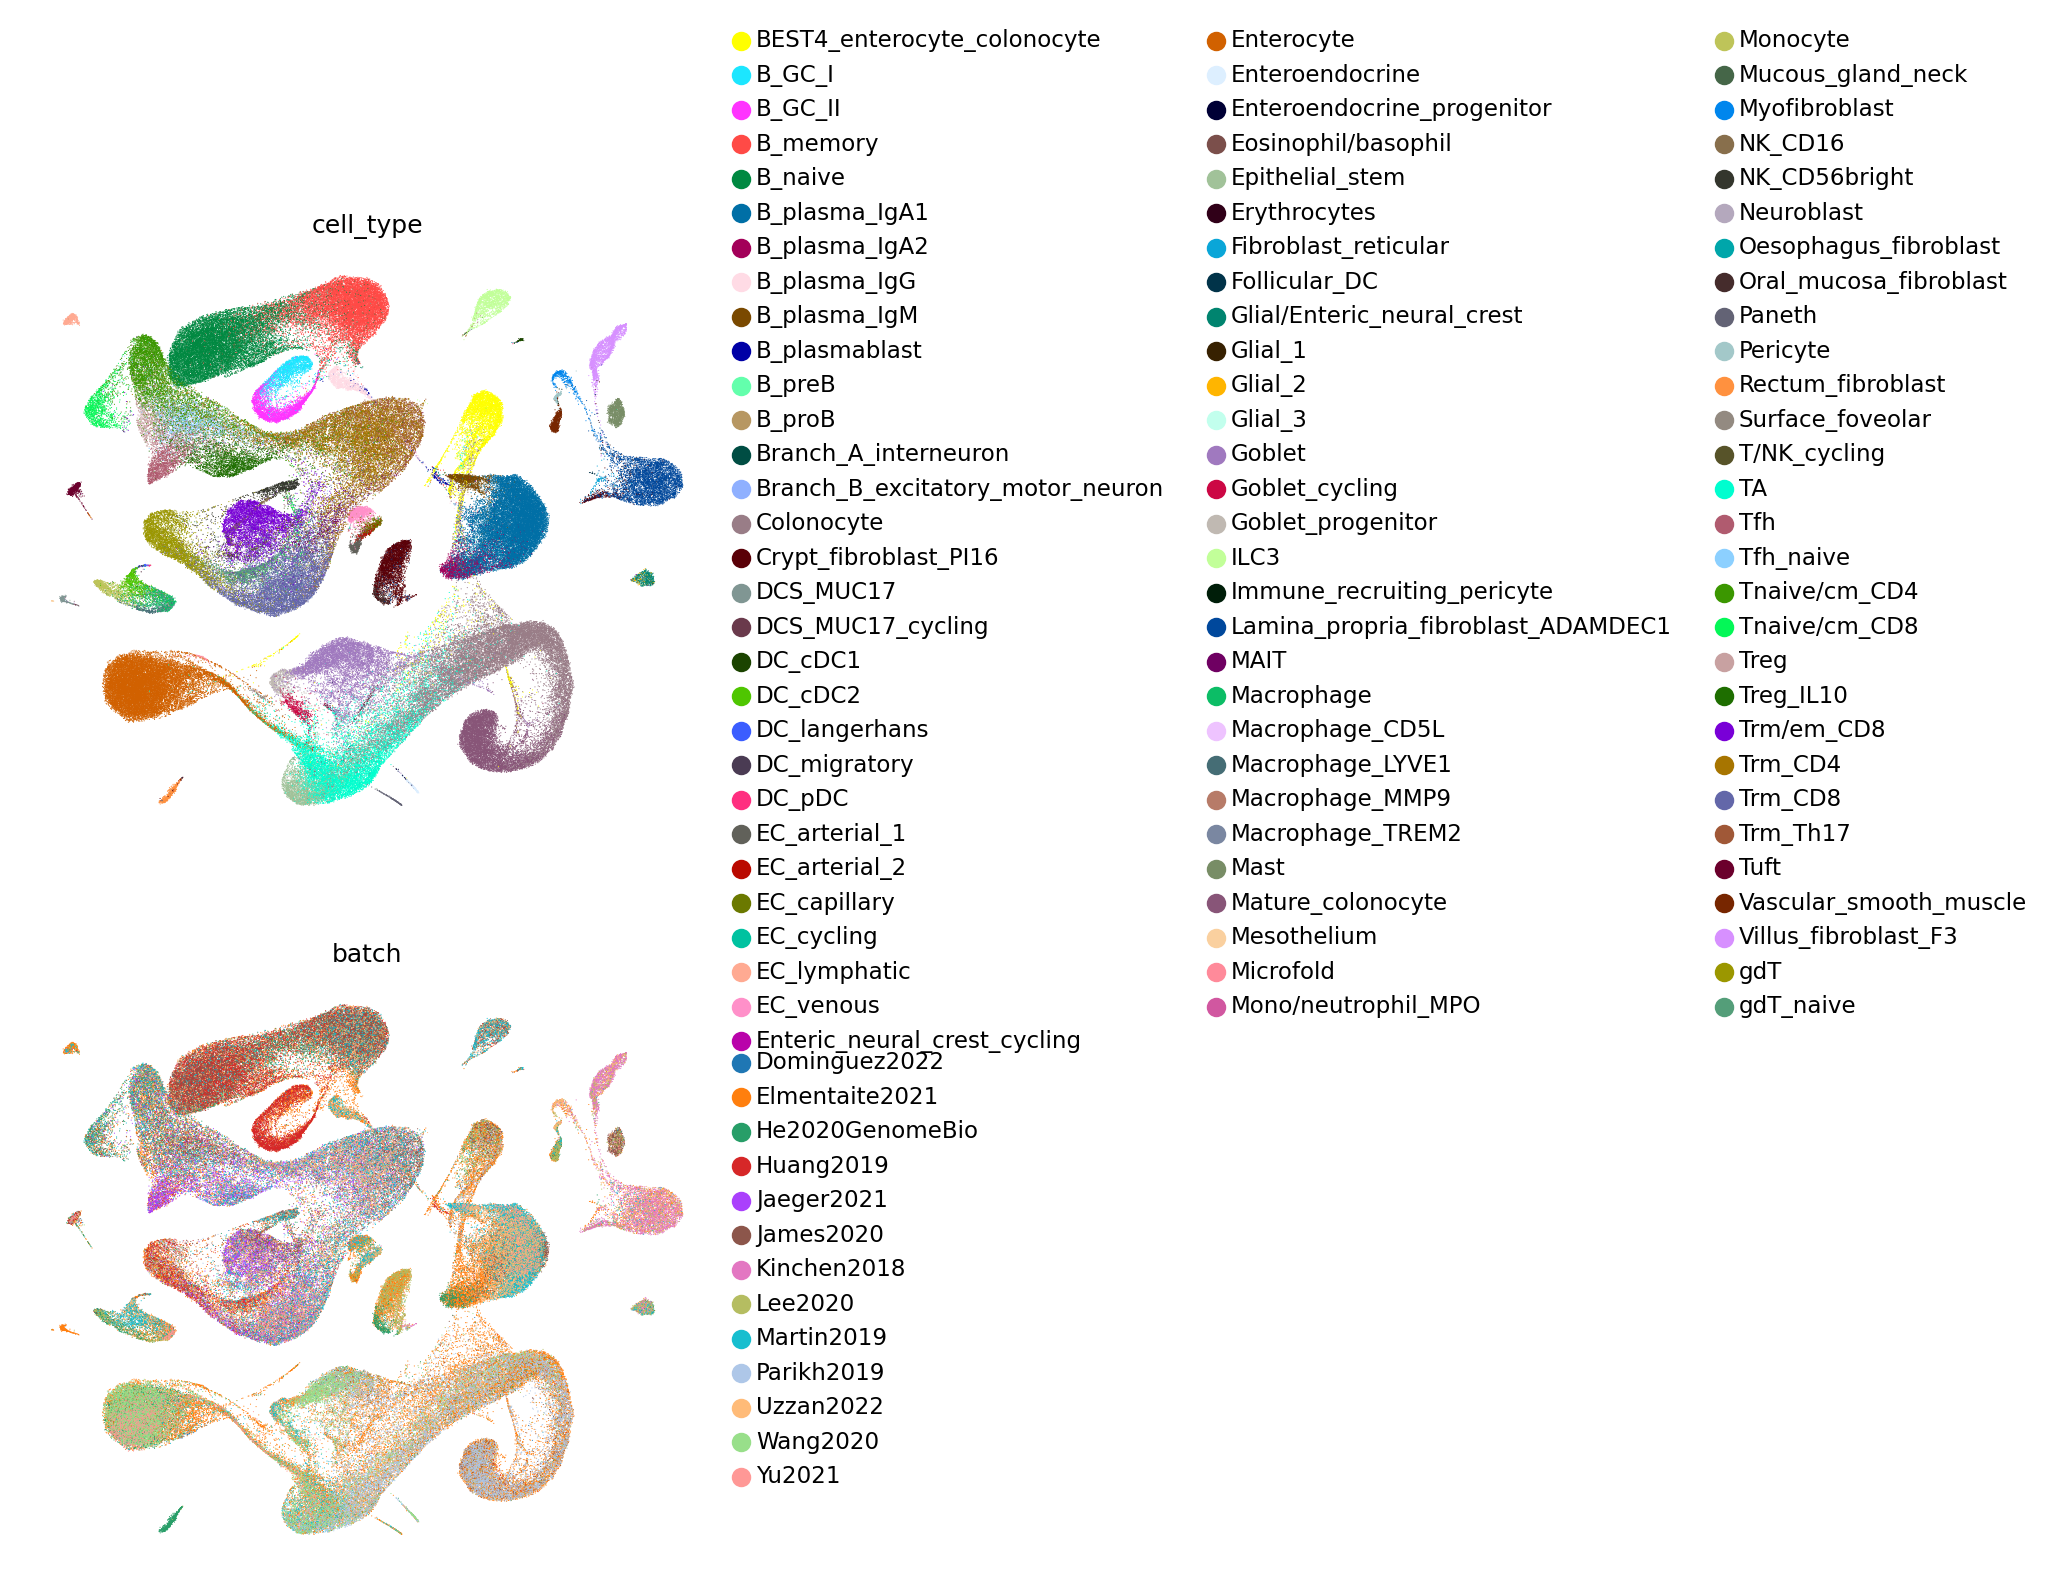 cell_type
BEST4_enterocyte_colonocyte
B_GC_I
B_GC_II
B_memory
B_naive
B_plasma_IgA1
B_plasma_IgA2
B_plasma_IgG
B_plasma_IgM
B_plasmablast
B_preB
B_proB
Branch_A_interneuron
Branch_B_excitatory_motor_neuron
Colonocyte
Crypt_fibroblast_PI16
DCS_MUC17
DCS_MUC17_cycling
DC_cDC1
DC_cDC2
DC_langerhans
DC_migratory
DC_pDC
EC_arterial_1
EC_arterial_2
EC_capillary
EC_cycling
EC_lymphatic
EC_venous
Enteric_neural_crest_cycling
Enterocyte
Enteroendocrine
Enteroendocrine_progenitor
Eosinophil/basophil
Epithelial_stem
Erythrocytes
Fibroblast_reticular
Follicular_DC
Glial/Enteric_neural_crest
Glial_1
Glial_2
Glial_3
Goblet
Goblet_cycling
Goblet_progenitor
ILC3
Immune_recruiting_pericyte
Lamina_propria_fibroblast_ADAMDEC1
MAIT
Macrophage
Macrophage_CD5L
Macrophage_LYVE1
Macrophage_MMP9
Macrophage_TREM2
Mast
Mature_colonocyte
Mesothelium
Microfold
Mono/neutrophil_MPO
Monocyte
Mucous_gland_neck
Myofibroblast
NK_CD16
NK_CD56bright
Neuroblast
Oesophagus_fibroblast
Oral_mucosa_fibroblast
Paneth
Pericyte
Rectum_fibroblast
Surface_foveolar
T/NK_cycling
TA
Tfh
Tfh_naive
Tnaive/cm_CD4
Tnaive/cm_CD8
Treg
Treg_IL10
Trm/em_CD8
Trm_CD4
Trm_CD8
Trm_Th17
Tuft
Vascular_smooth_muscle
Villus_fibroblast_F3
gdT
gdT_naive
batch
Dominguez2022
Elmentaite2021
He2020GenomeBio
Huang2019
Jaeger2021
James2020
Kinchen2018
Lee2020
Martin2019
Parikh2019
Uzzan2022
Wang2020
Yu2021